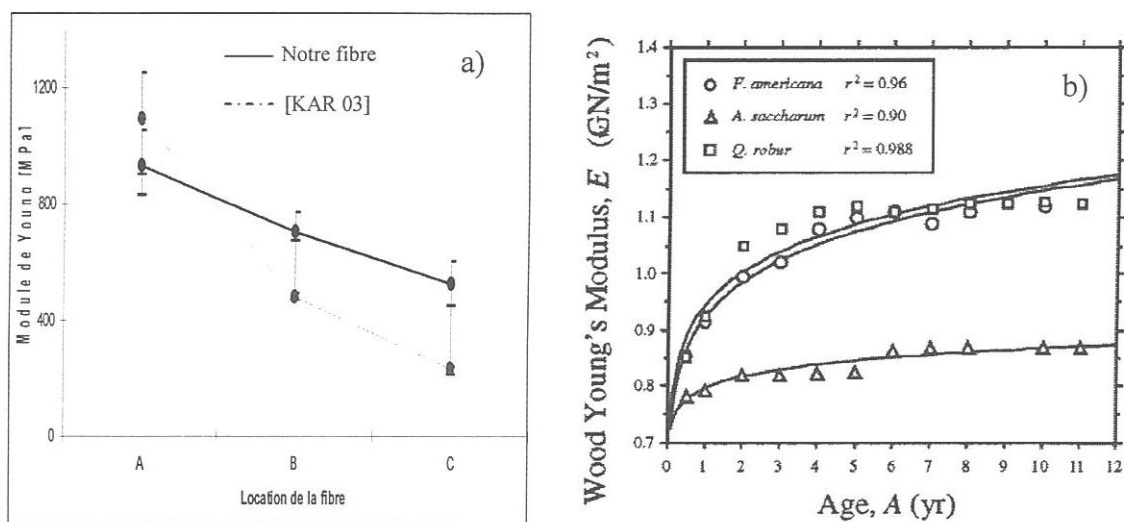 a)
Notre fibre
[KAR 03]
Module de Young [MPa]
1200
800
400
0
A B C
Location de la fibre
b)
F. americana r² = 0.96
A. saccharum r² = 0.90
Q. robur r² = 0.988
Wood Young's Modulus, E (GN/m²)
1.4
1.3
1.2
1.1
1.0
0.9
0.8
0.7
0 1 2 3 4 5 6 7 8 9 10 11 12
Age, A (yr)